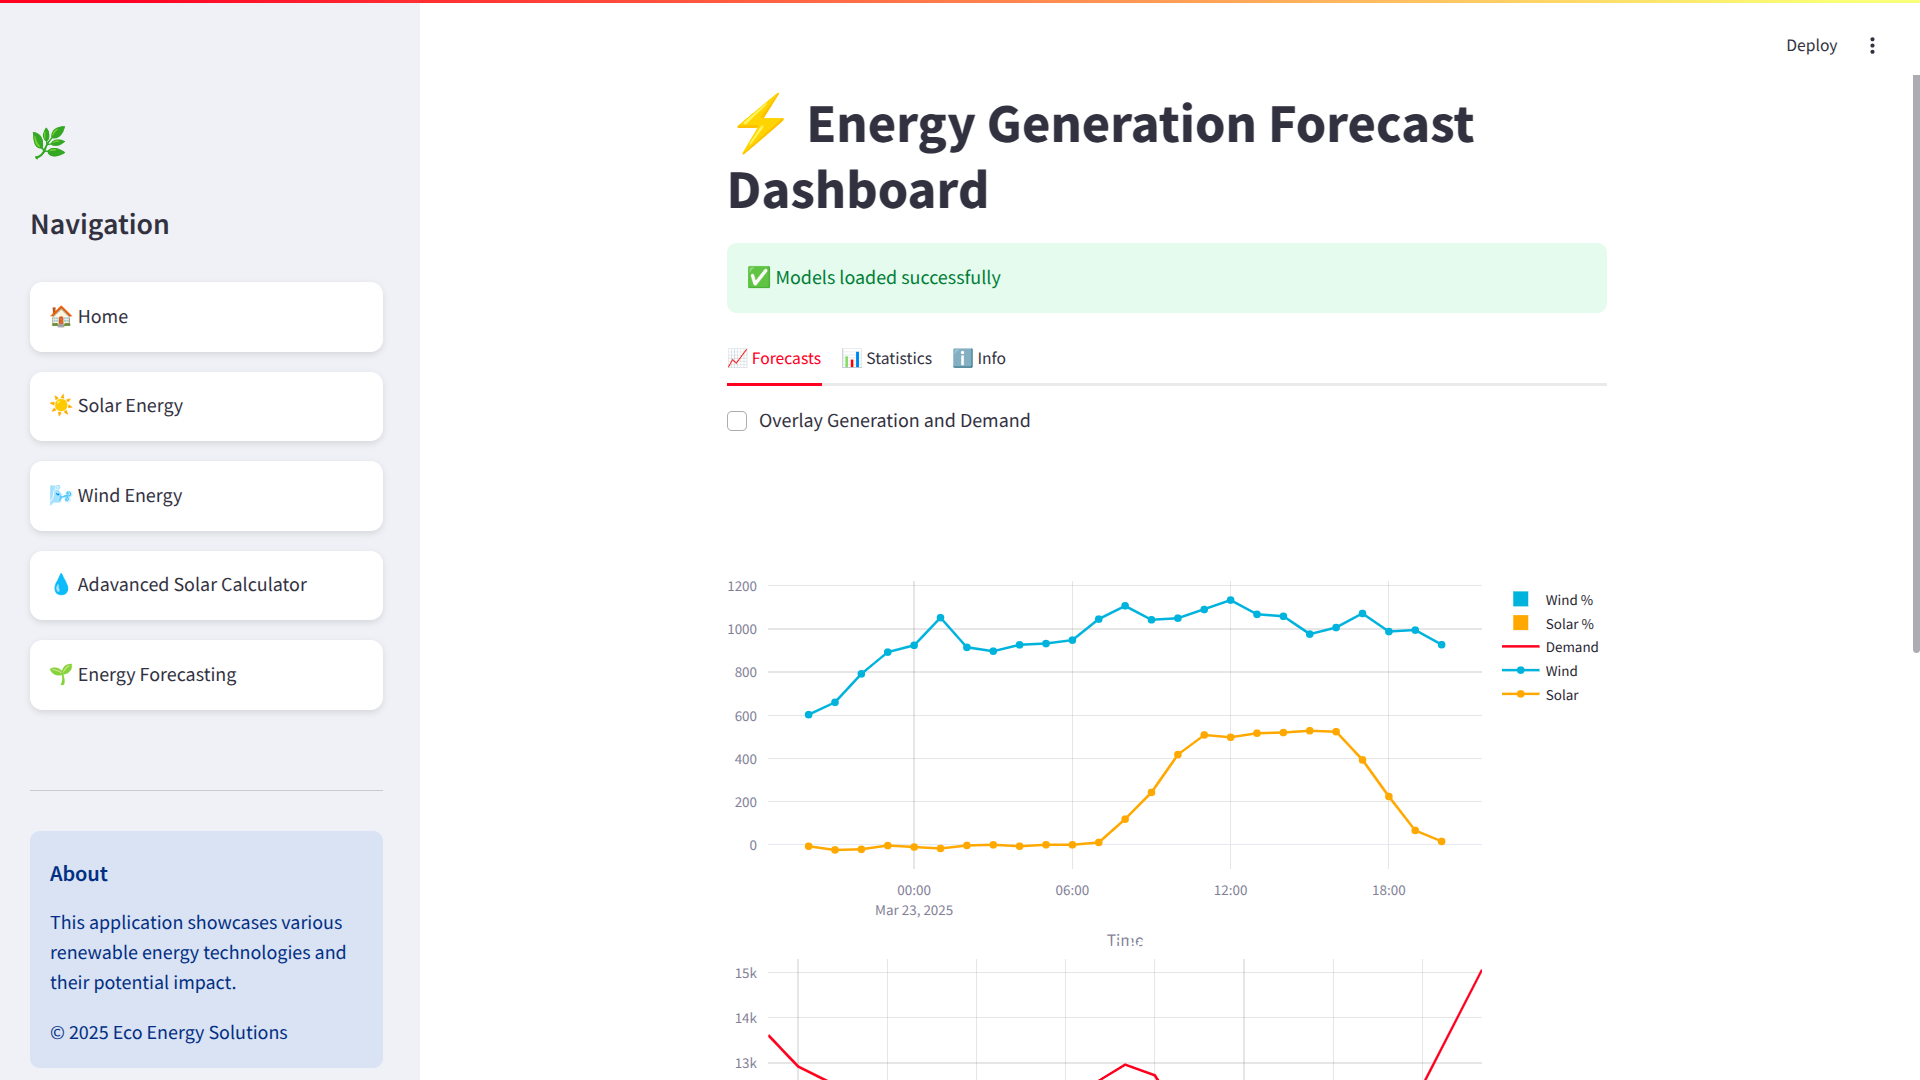 Deploy
Navigation
🏠 Home
☀️ Solar Energy
🌬️ Wind Energy
💧 Adavanced Solar Calculator
🌱 Energy Forecasting
About
This application showcases various
renewable energy technologies and
their potential impact.
© 2025 Eco Energy Solutions
⚡ Energy Generation Forecast
Dashboard
✅ Models loaded successfully
📈 Forecasts 📊 Statistics ℹ️ Info
Overlay Generation and Demand
1200
1000
800
600
400
200
0
00:00 06:00 12:00 18:00
Mar 23, 2025
Time
Wind %
Solar %
Demand
Wind
Solar
15k
14k
13k